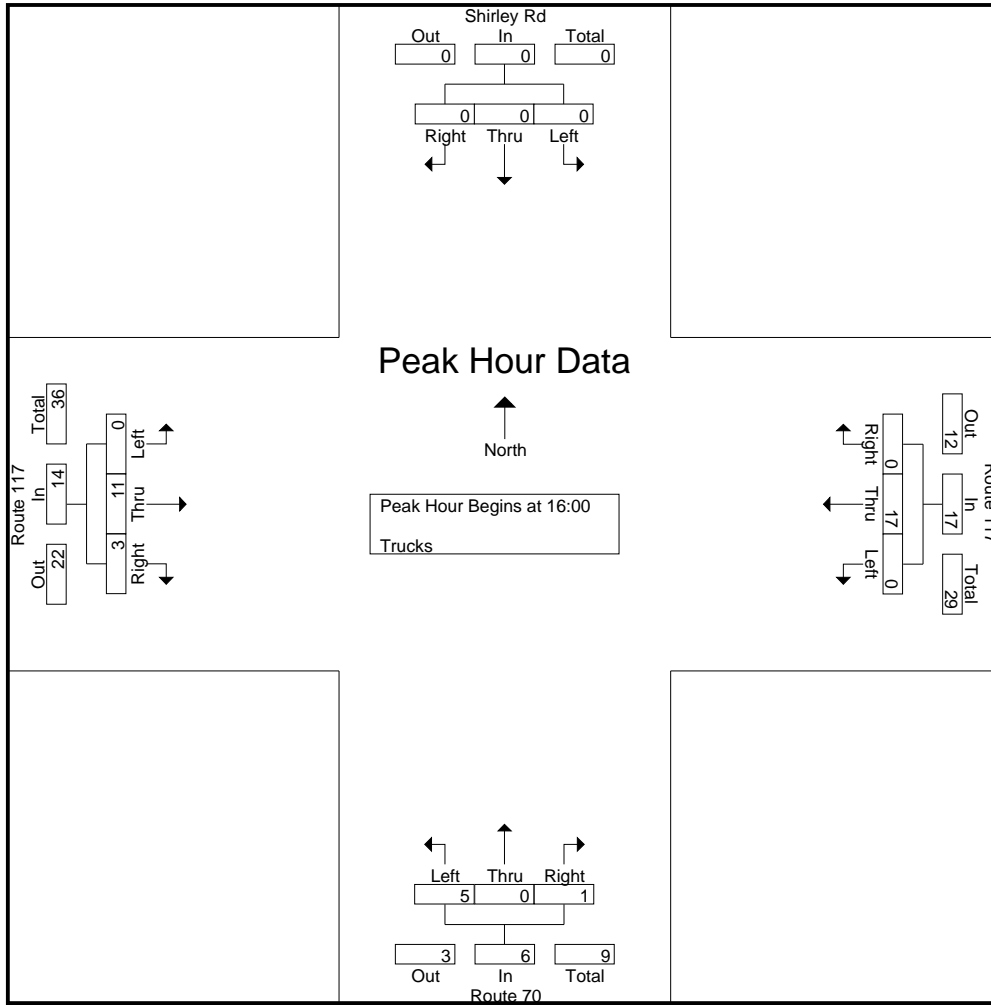 Shirley Rd
Out In Total
0 0 0
0 0 0
Right Thru Left
Peak Hour Data
North
Peak Hour Begins at 16:00
Trucks
Route 117
Total In Out
36 14 22
0 11 3
Left Thru Right
Right Thru Left
0 17 0
Out In Total
12 17 29
Route 117
Left Thru Right
5 0 1
3 6 9
Out In Total
Route 70